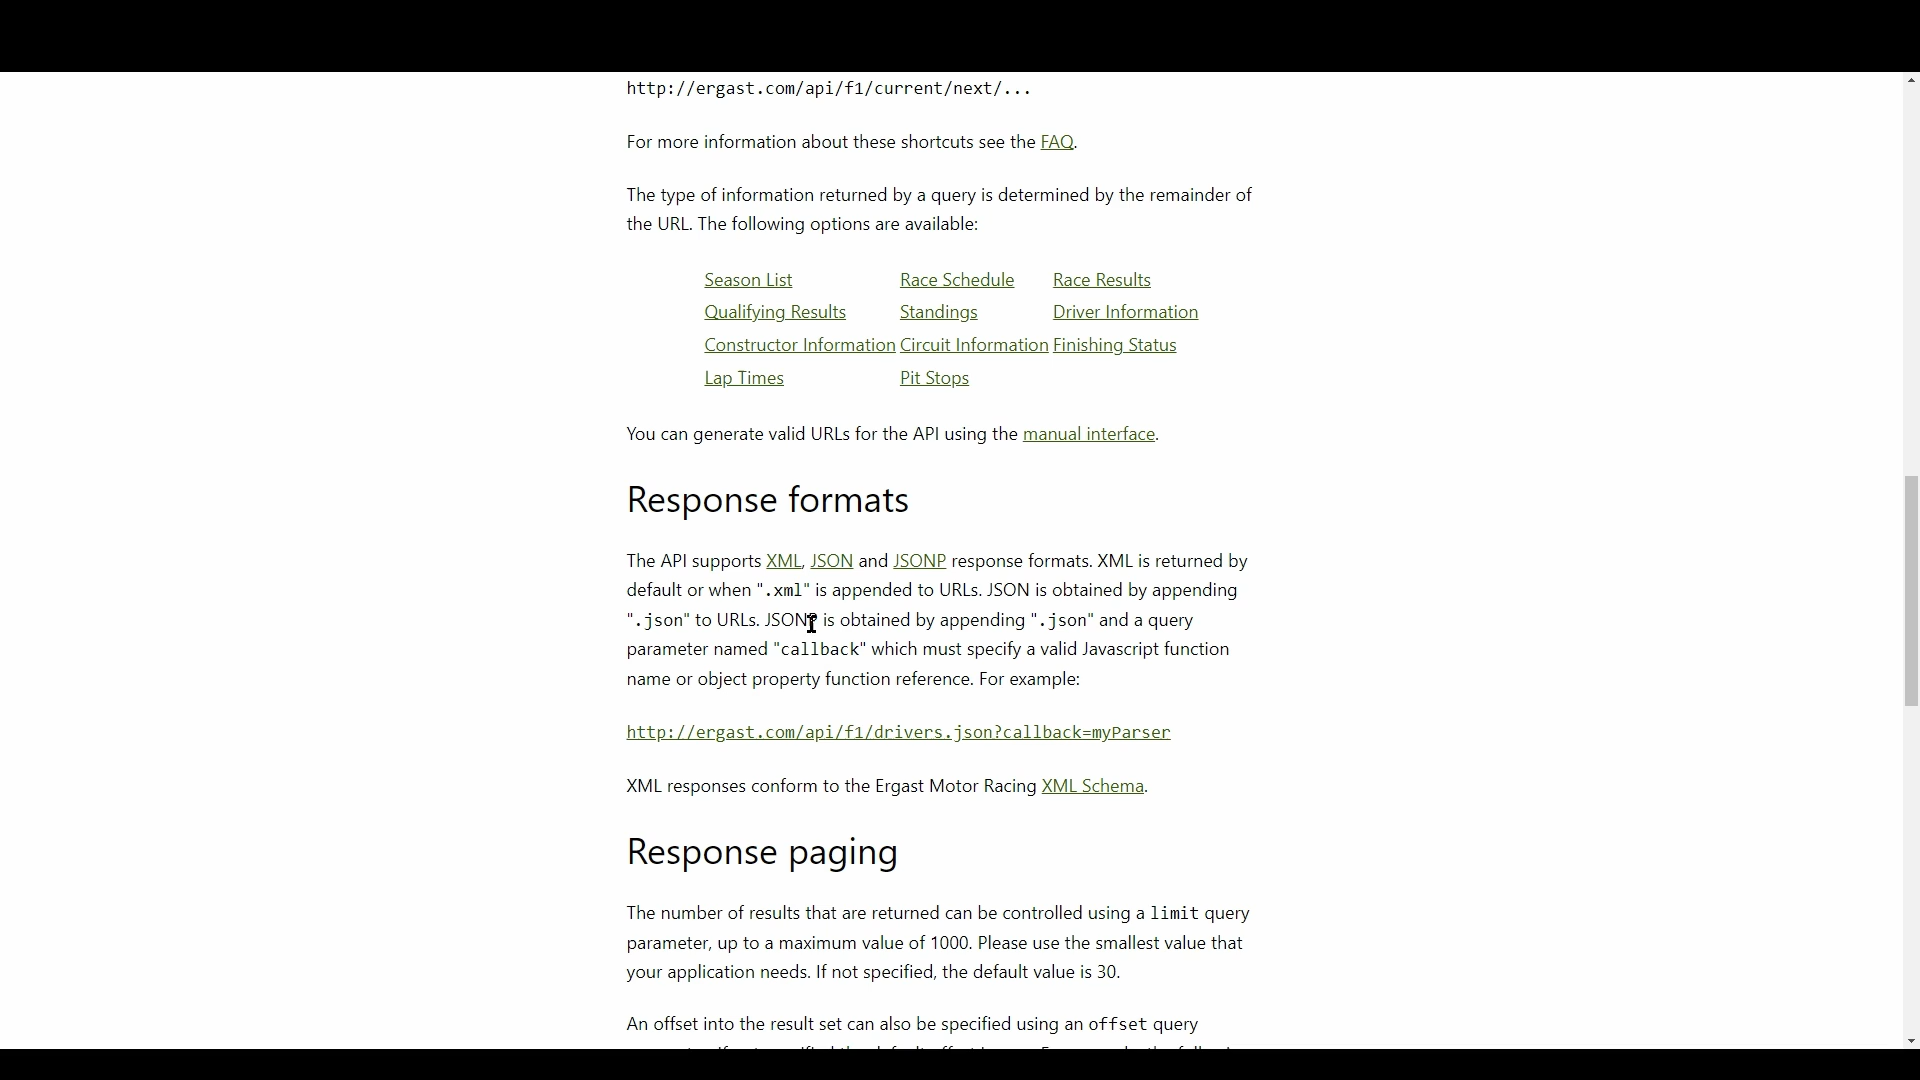 http://ergast.com/api/f1/current/next/...
For more information about these shortcuts see the FAQ.
The type of information returned by a query is determined by the remainder of
the URL. The following options are available:
Season List Race Schedule Race Results
Qualifying Results Standings Driver Information
Constructor Information Circuit Information Finishing Status
Lap Times Pit Stops
You can generate valid URLs for the API using the manual interface.
Response formats
The API supports XML, JSON and JSONP response formats. XML is returned by
default or when ".xml" is appended to URLs. JSON is obtained by appending
".json" to URLs. JSONP is obtained by appending ".json" and a query
parameter named "callback" which must specify a valid Javascript function
name or object property function reference. For example:
http://ergast.com/api/f1/drivers.json?callback=myParser
XML responses conform to the Ergast Motor Racing XML Schema.
Response paging
The number of results that are returned can be controlled using a limit query
parameter, up to a maximum value of 1000. Please use the smallest value that
your application needs. If not specified, the default value is 30.
An offset into the result set can also be specified using an offset query